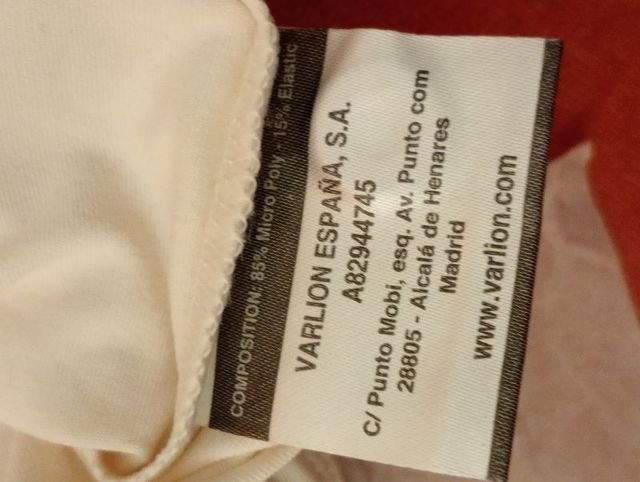 COMPOSITION: 85% Micro Poly - 15% Elastic
VARLION ESPAÑA, S.A.
A82944745
C/ Punto Mobi, esq. Av. Punto com
28805 - Alcalá de Henares
Madrid
www.varlion.com